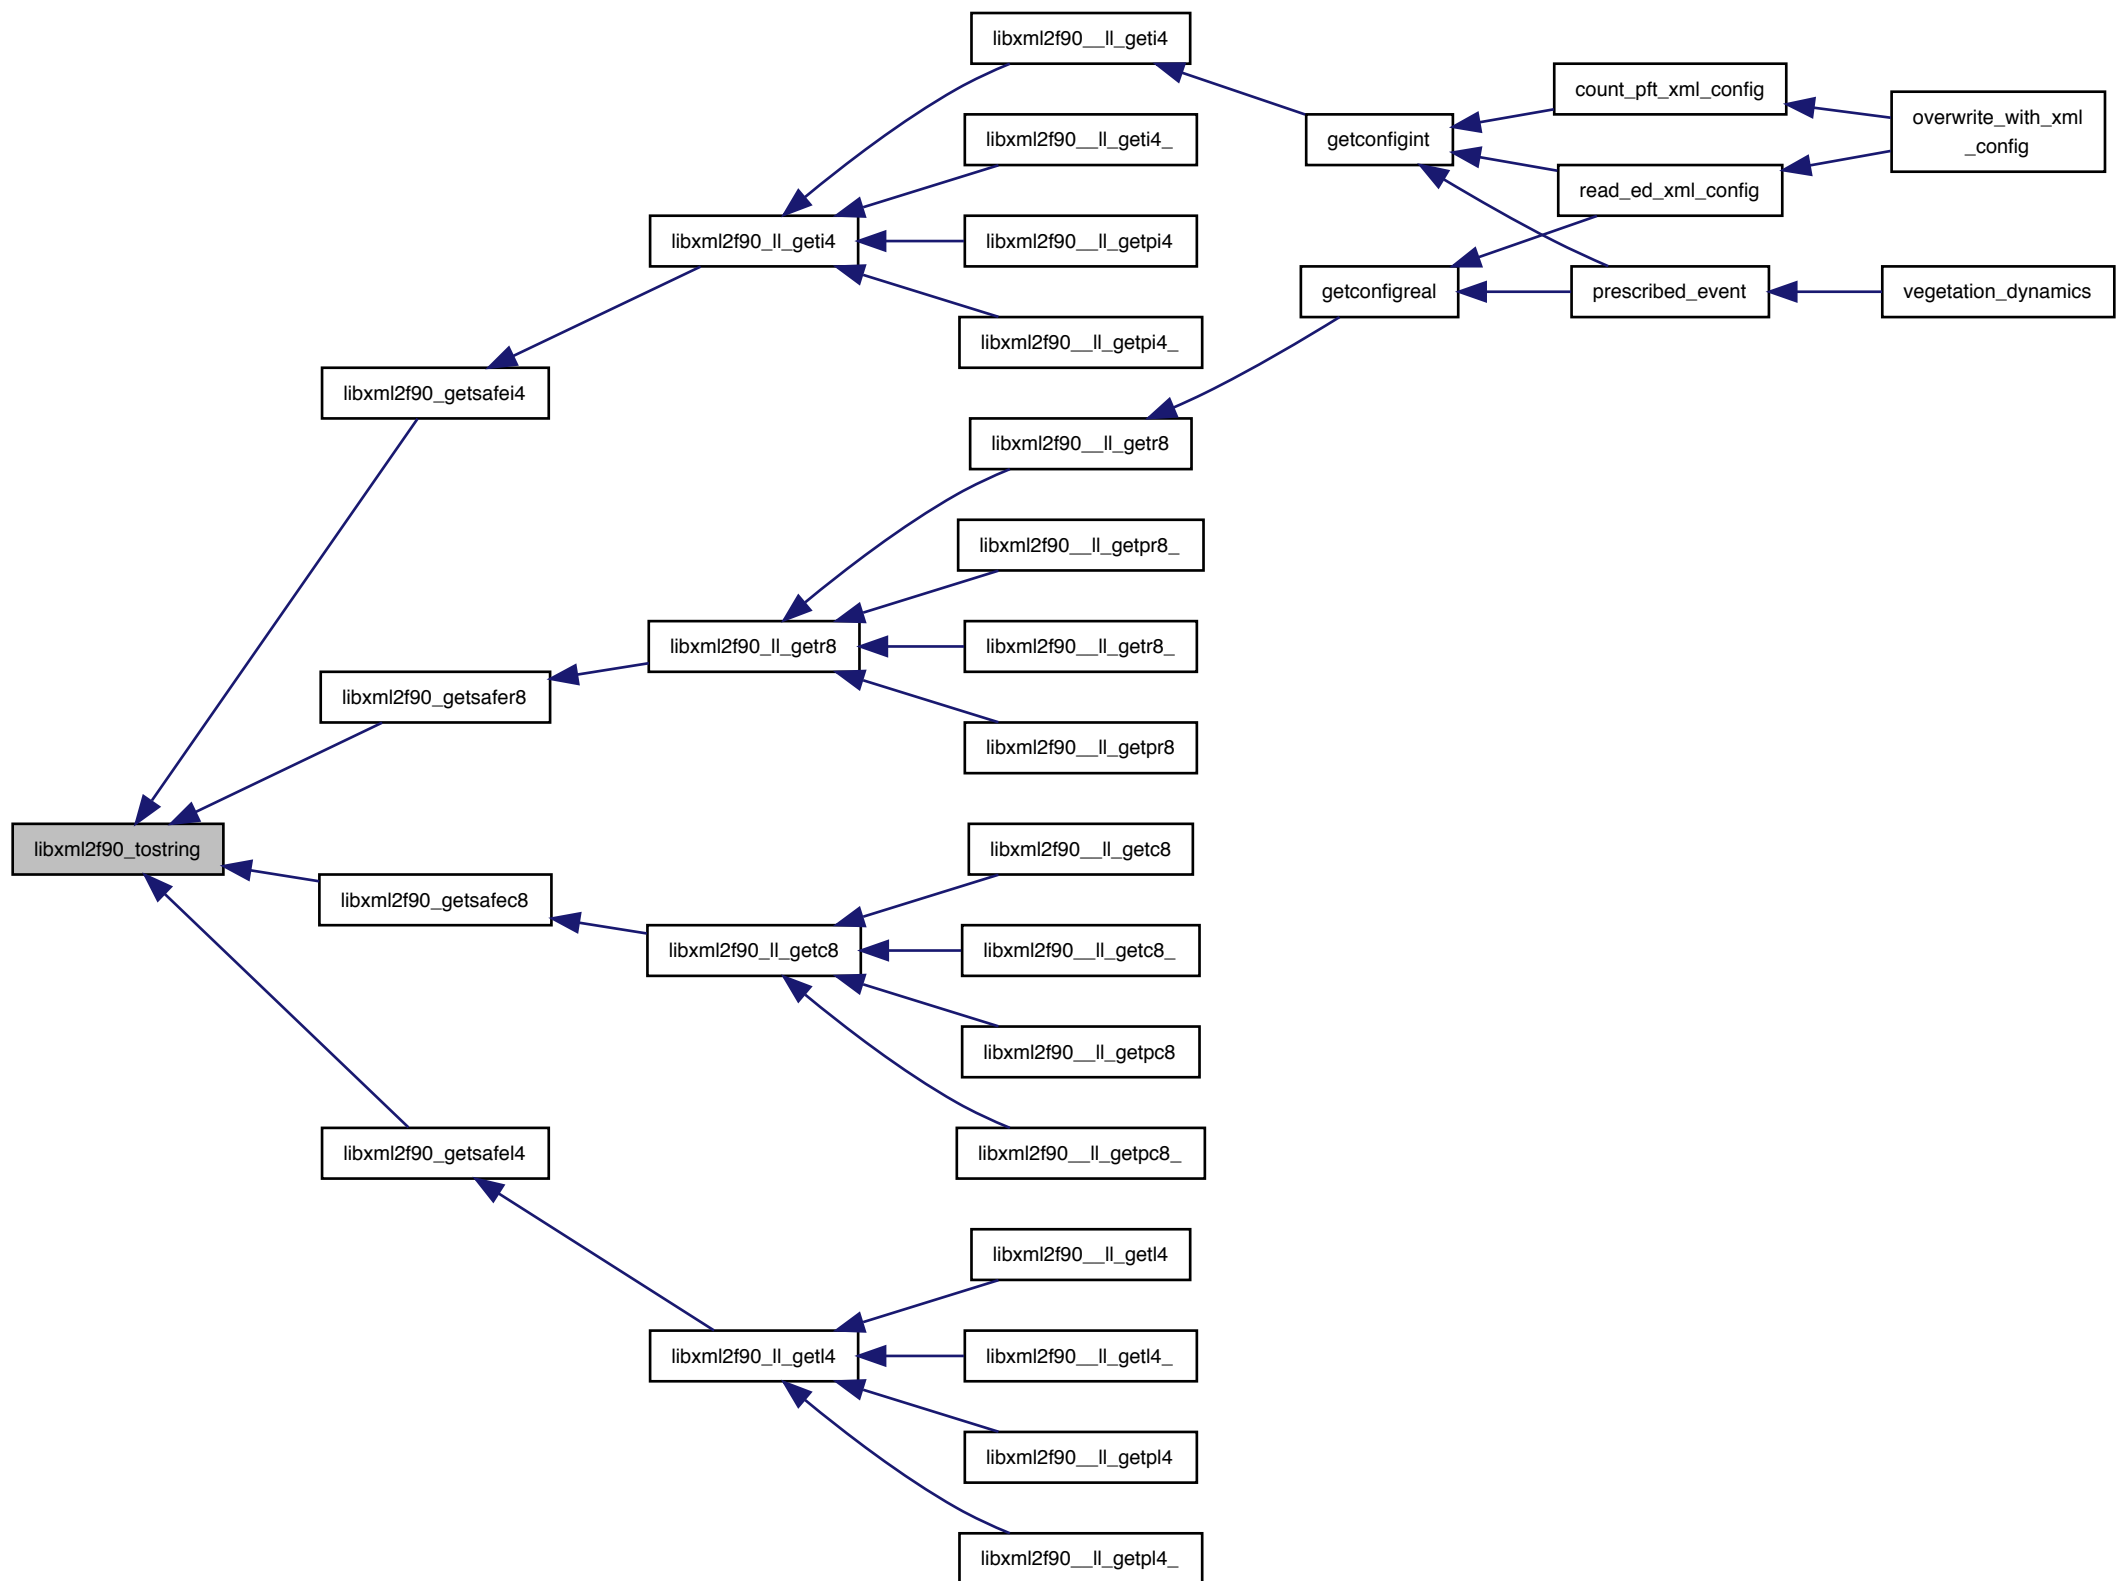 libxml2f90__ll_geti4
count_pft_xml_config
overwrite_with_xml
_config
libxml2f90__ll_geti4_
getconfigint
read_ed_xml_config
libxml2f90_ll_geti4
libxml2f90__ll_getpi4
getconfigreal
prescribed_event
vegetation_dynamics
libxml2f90__ll_getpi4_
libxml2f90_getsafei4
libxml2f90__ll_getr8
libxml2f90__ll_getpr8_
libxml2f90_ll_getr8
libxml2f90__ll_getr8_
libxml2f90_getsafer8
libxml2f90__ll_getpr8
libxml2f90_tostring
libxml2f90__ll_getc8
libxml2f90_getsafec8
libxml2f90_ll_getc8
libxml2f90__ll_getc8_
libxml2f90__ll_getpc8
libxml2f90_getsafel4
libxml2f90__ll_getpc8_
libxml2f90__ll_getl4
libxml2f90_ll_getl4
libxml2f90__ll_getl4_
libxml2f90__ll_getpl4
libxml2f90__ll_getpl4_